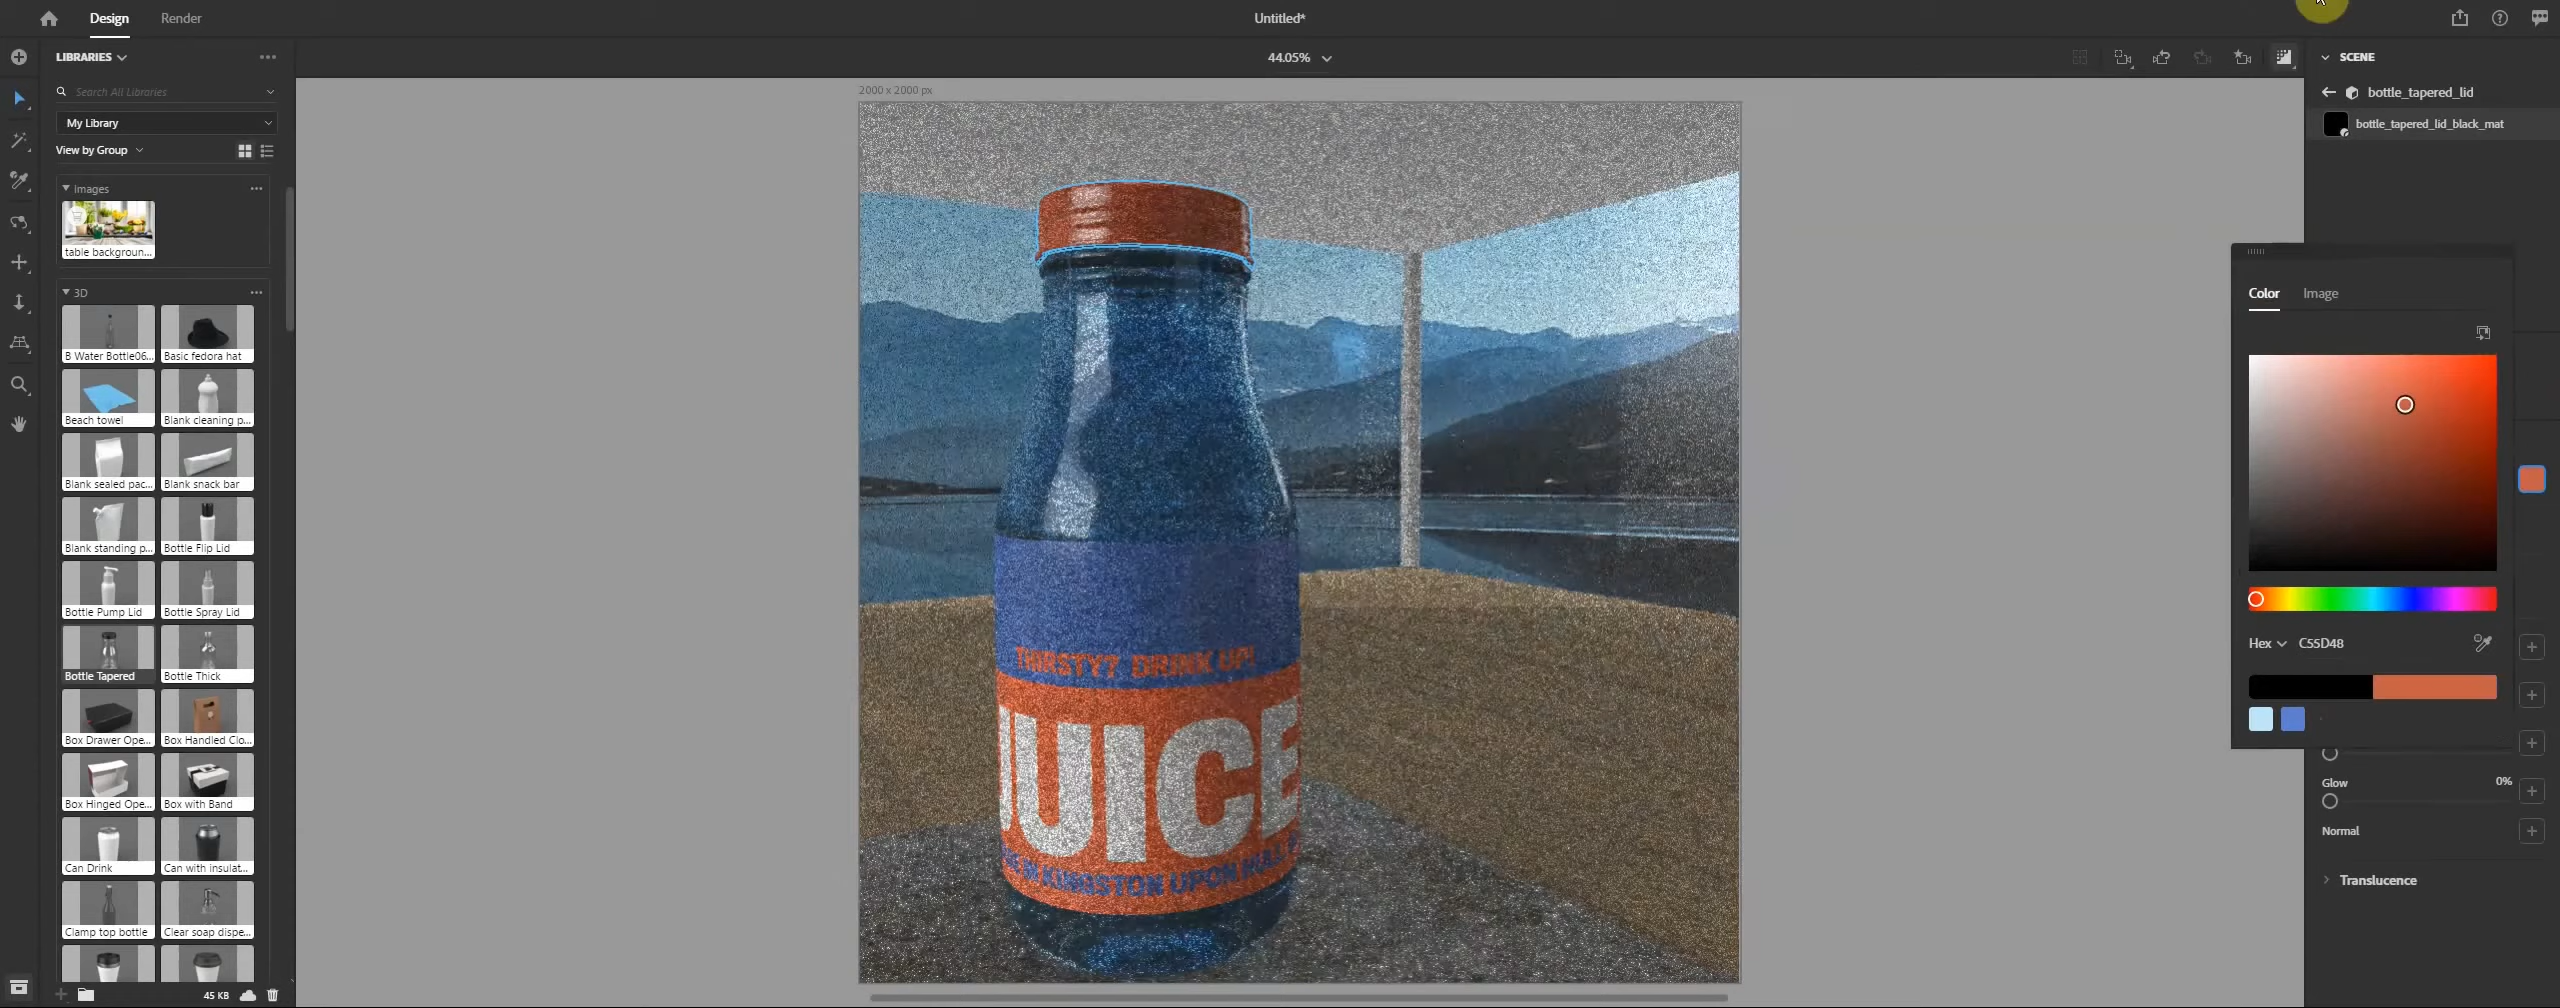 Design
Render
Untitled*
LIBRARIES
44.05%
SCENE
Search All Libraries
2000 x 2000 px
bottle_tapered_lid
My Library
bottle_tapered_lid_black_mat
View by Group
Images
table backgroun...
Color
Image
3D
B Water Bottle06...
Basic fedora hat
Beach towel
Blank cleaning p...
Blank sealed pac...
Blank snack bar
Blank standing p...
Bottle Flip Lid
Bottle Pump Lid
Bottle Spray Lid
Hex
C55D48
Bottle Tapered
Bottle Thick
THIRSTY? DRINK UP!
JUICE
IN KINGSTON UPON HULL
Box Drawer Ope...
Box Handled Clo...
Box Hinged Ope...
Box with Band
Glow
0%
Normal
Can Drink
Can with Insulat...
Translucence
Clamp top bottle
Clear soap dispe...
45 KB